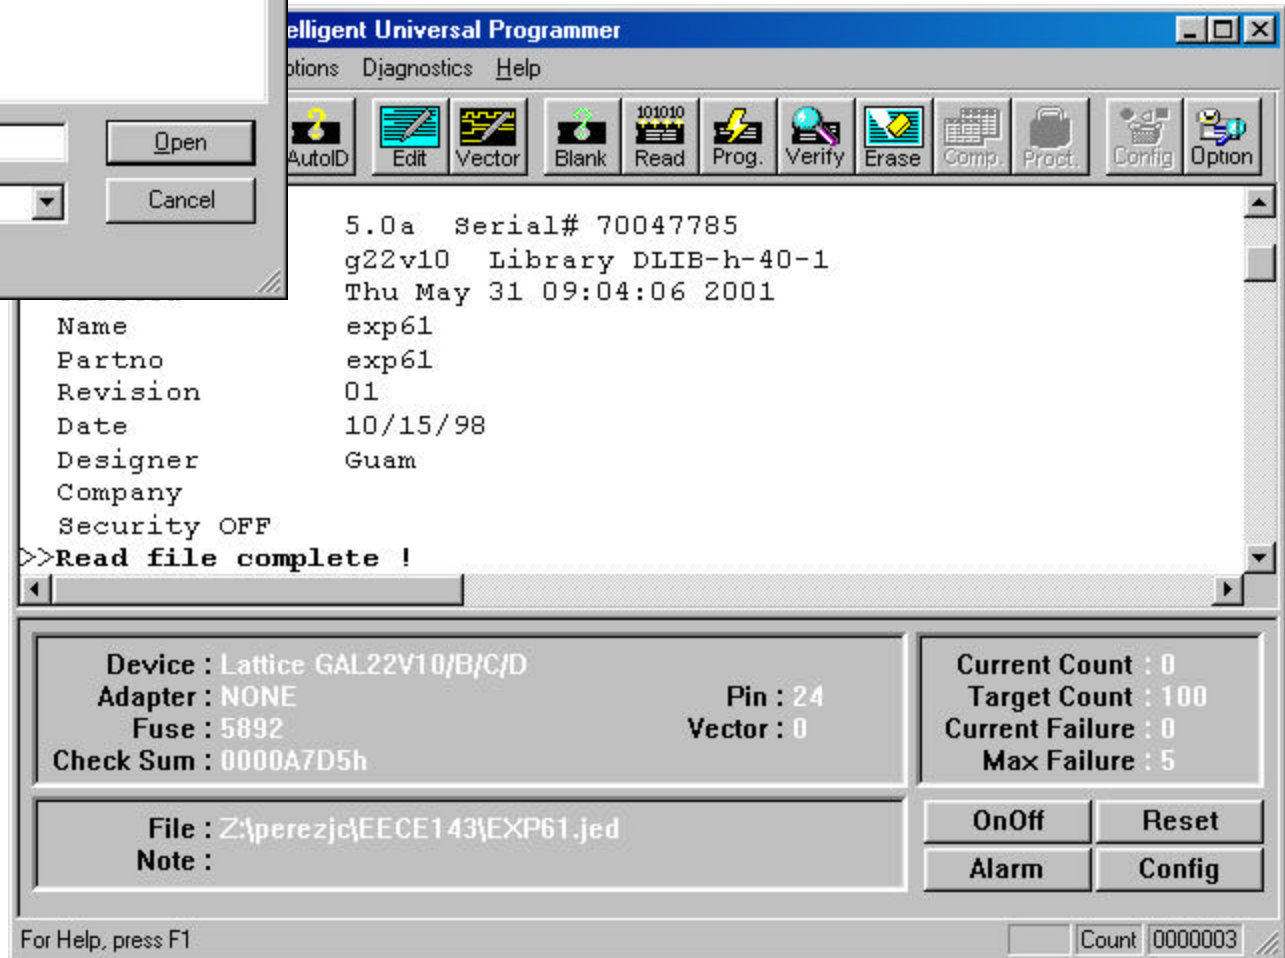 elligent Universal Programmer
ptions Diagnostics Help
Open
Cancel
AutoID Edit Vector Blank 101010 Read Prog. Verify Erase Comp. Proct. Config Option
5.0a Serial# 70047785
g22v10 Library DLIB-h-40-1
Thu May 31 09:04:06 2001
Name exp61
Partno exp61
Revision 01
Date 10/15/98
Designer Guam
Company
Security OFF
>>Read file complete !
Device : Lattice GAL22V10/B/C/D
Adapter : NONE Pin : 24
Fuse : 5892 Vector : 0
Check Sum : 0000A7D5h
Current Count : 0
Target Count : 100
Current Failure : 0
Max Failure : 5
File : Z:\perezjc\EECE143\EXP61.jed
Note :
OnOff Reset
Alarm Config
For Help, press F1 Count 0000003